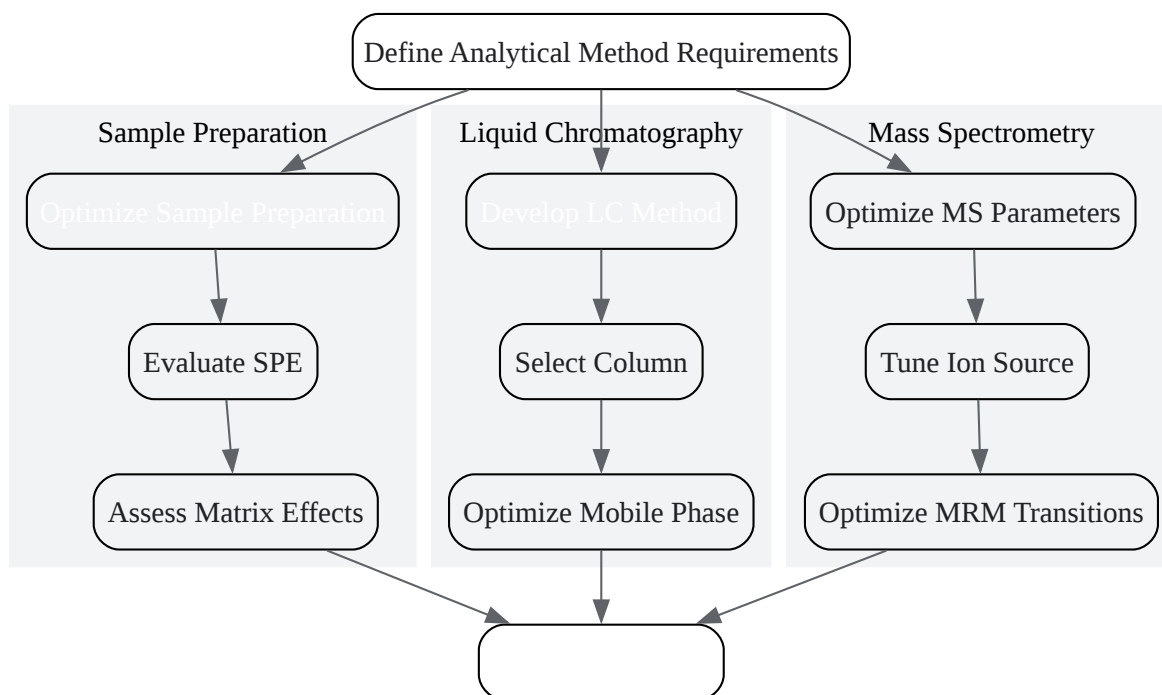 Define Analytical Method Requirements
Sample Preparation
Liquid Chromatography
Mass Spectrometry
Optimize Sample Preparation
Develop LC Method
Optimize MS Parameters
Evaluate SPE
Select Column
Tune Ion Source
Assess Matrix Effects
Optimize Mobile Phase
Optimize MRM Transitions